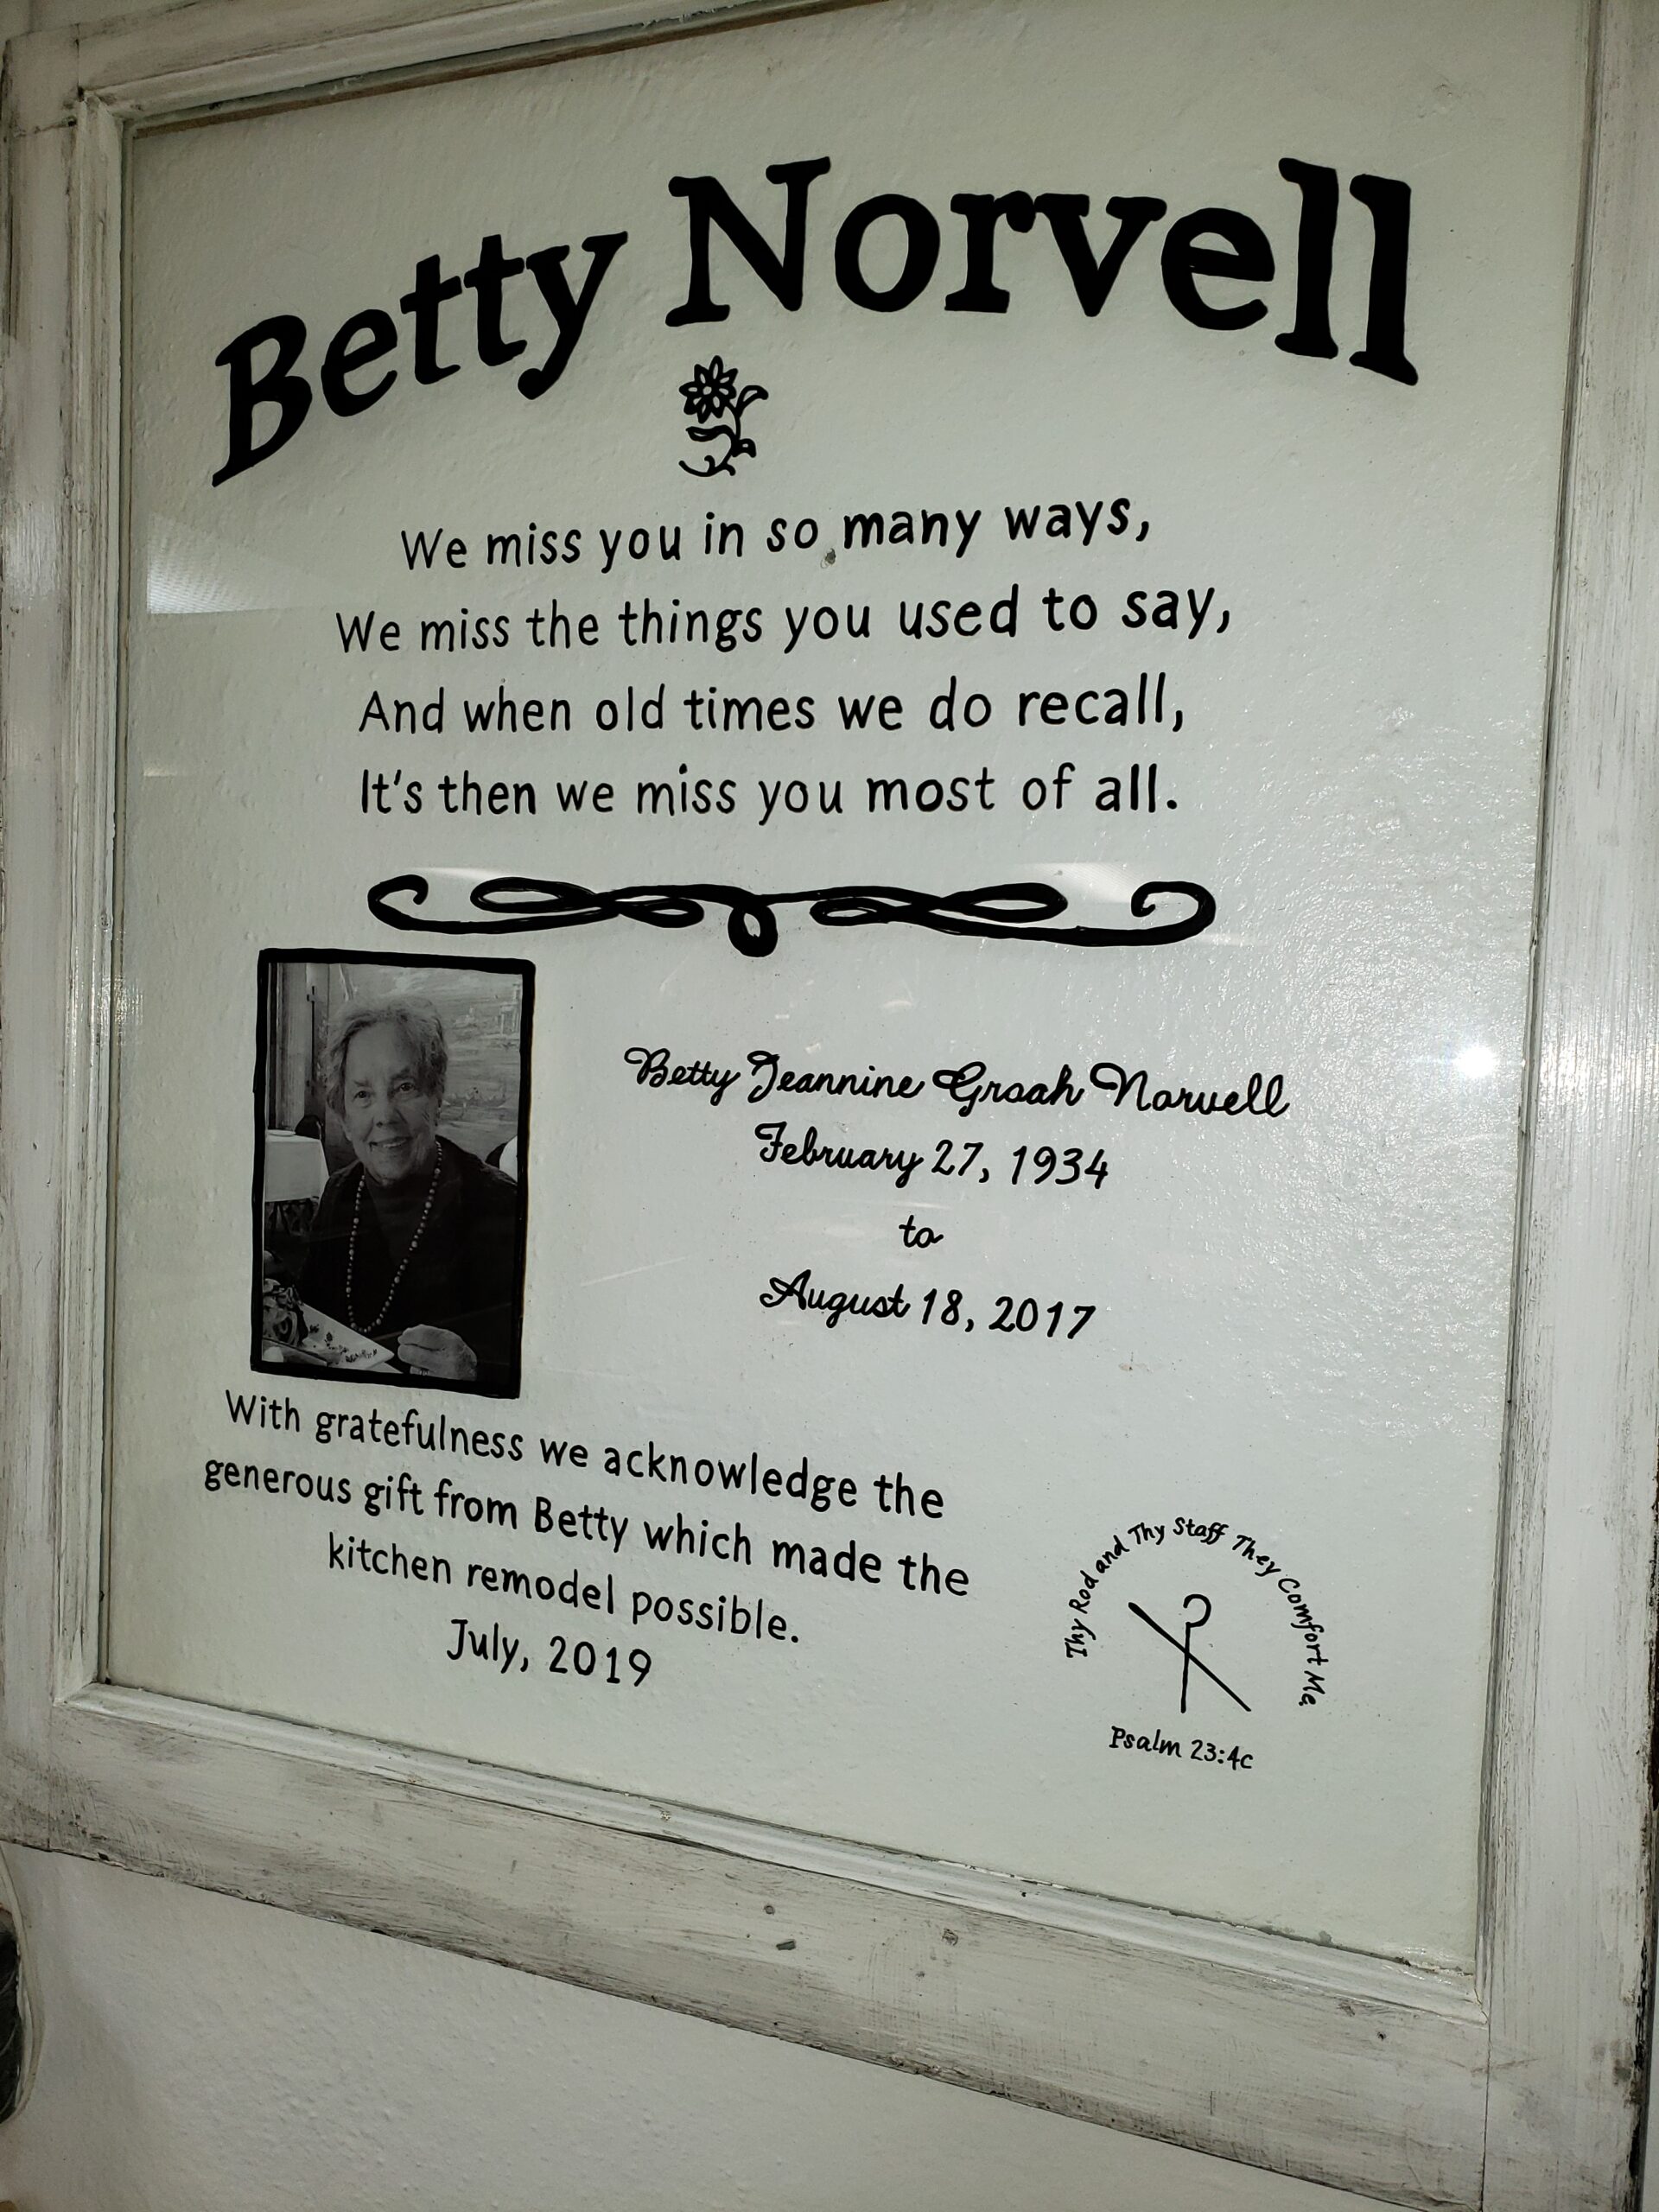 Betty Norvell
We miss you in so many ways,
We miss the things you used to say,
And when old times we do recall,
It's then we miss you most of all.
Betty Jeannine Groah Norvell
February 27, 1934
to
August 18, 2017
With gratefulness we acknowledge the
generous gift from Betty which made the
kitchen remodel possible.
July, 2019
Thy Rod and Thy Staff They Comfort Me
Psalm 23:4c